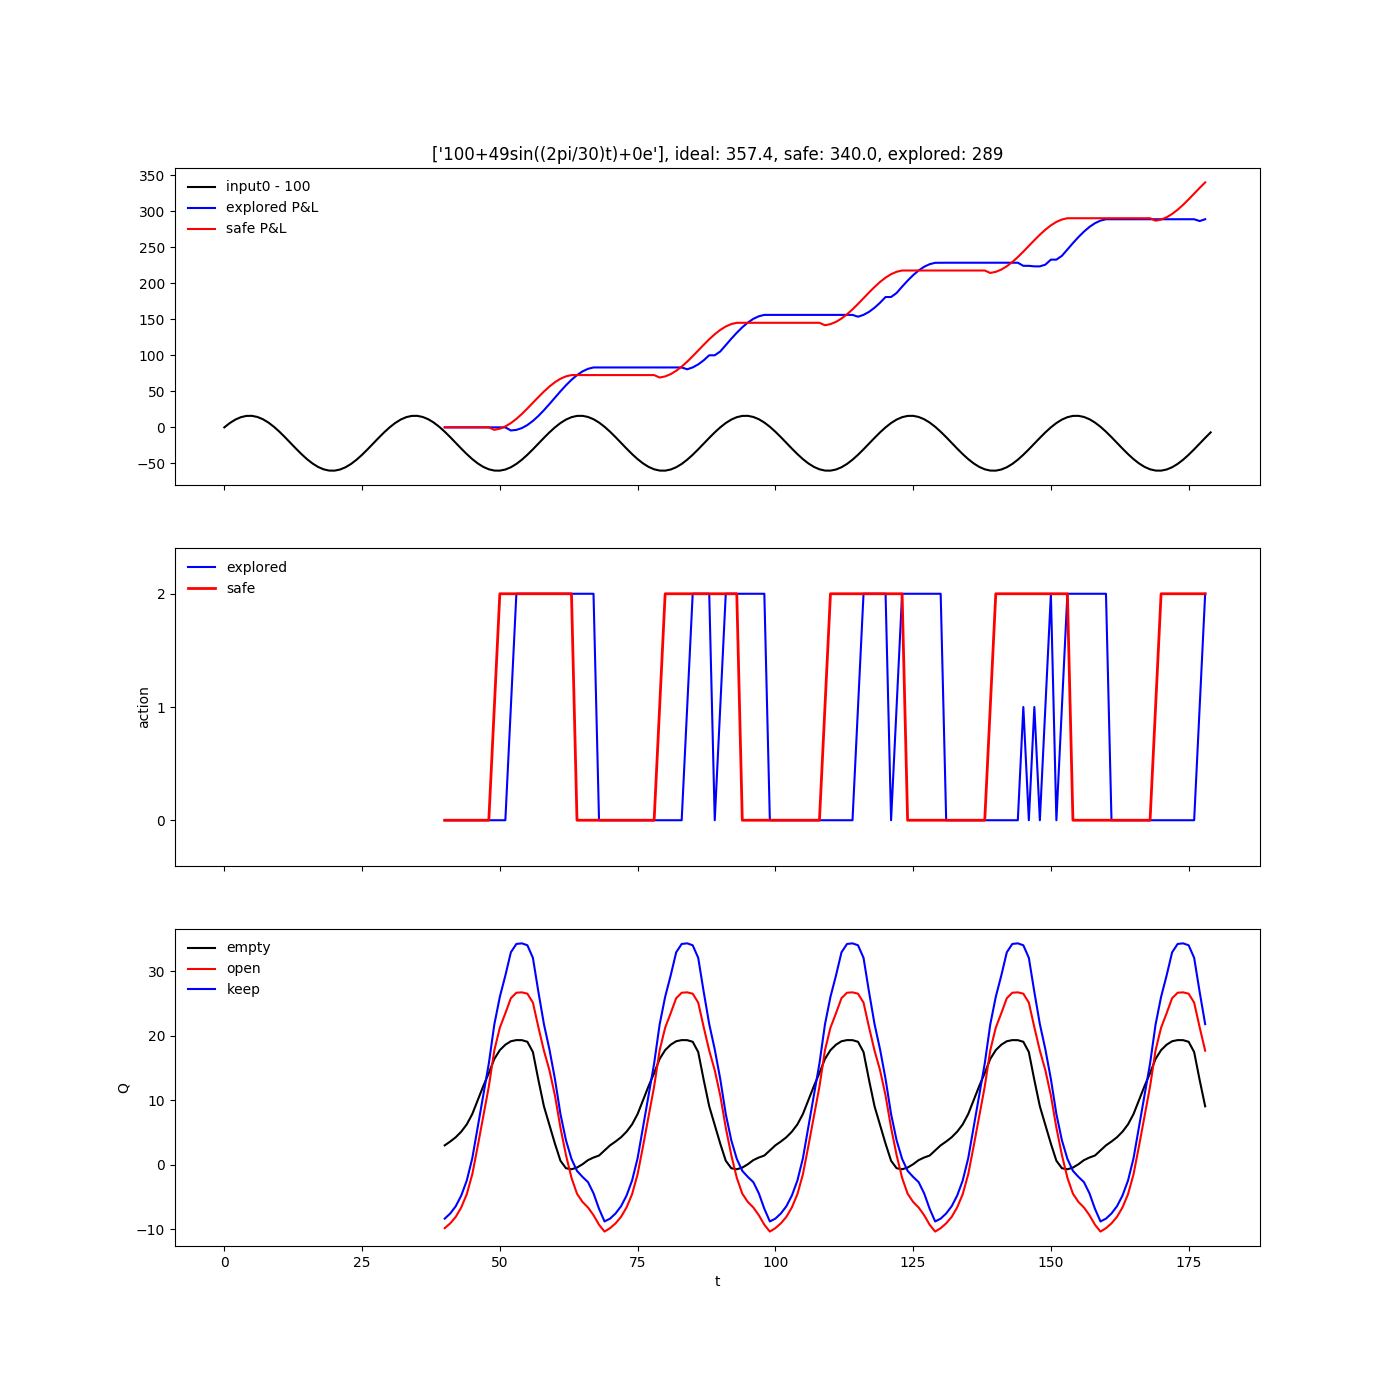 ['100+49sin((2pi/30)t)+0e'], ideal: 357.4, safe: 340.0, explored: 289
350
300
250
200
150
100
50
0
−50
input0 - 100
explored P&L
safe P&L
action
2
1
0
explored
safe
Q
30
20
10
0
−10
empty
open
keep
0 25 50 75 100 125 150 175
t